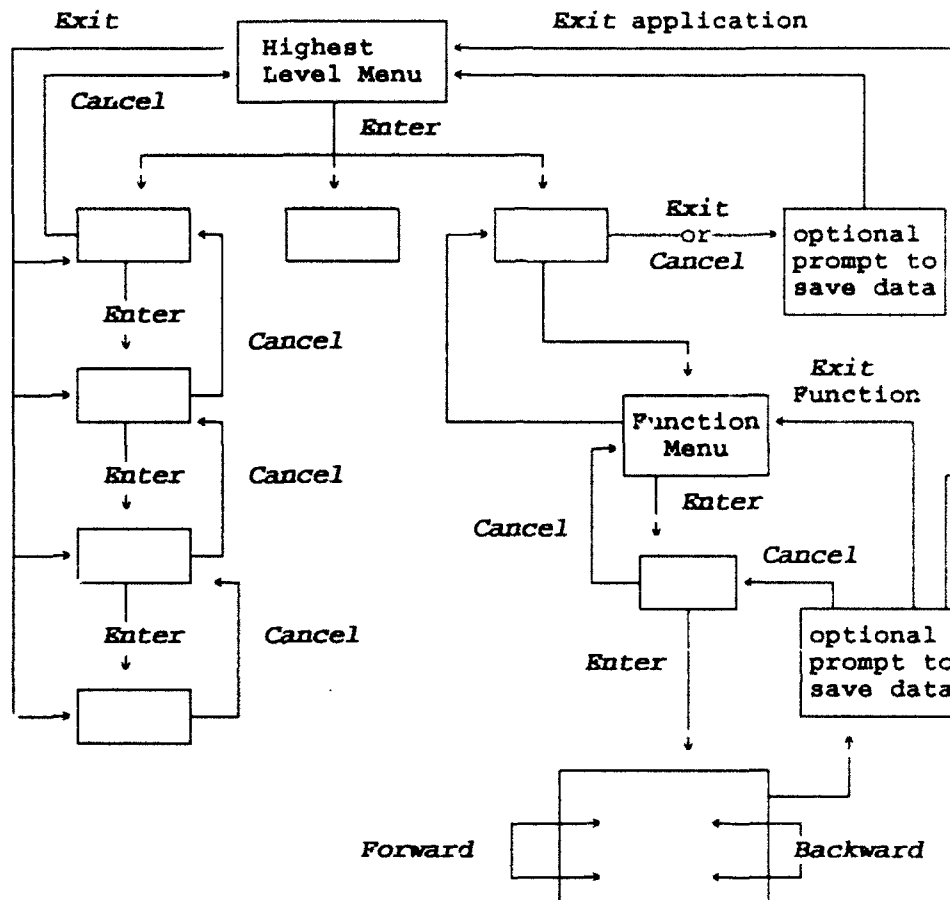 Exit
Exit application
Highest
Level Menu
Cancel
Enter
Exit
or
Cancel
optional
prompt to
save data
Enter
Cancel
Exit
Function
Function
Menu
Enter
Cancel
Enter
Cancel
Cancel
Enter
Cancel
Enter
optional
prompt to
save data
Forward
Backward